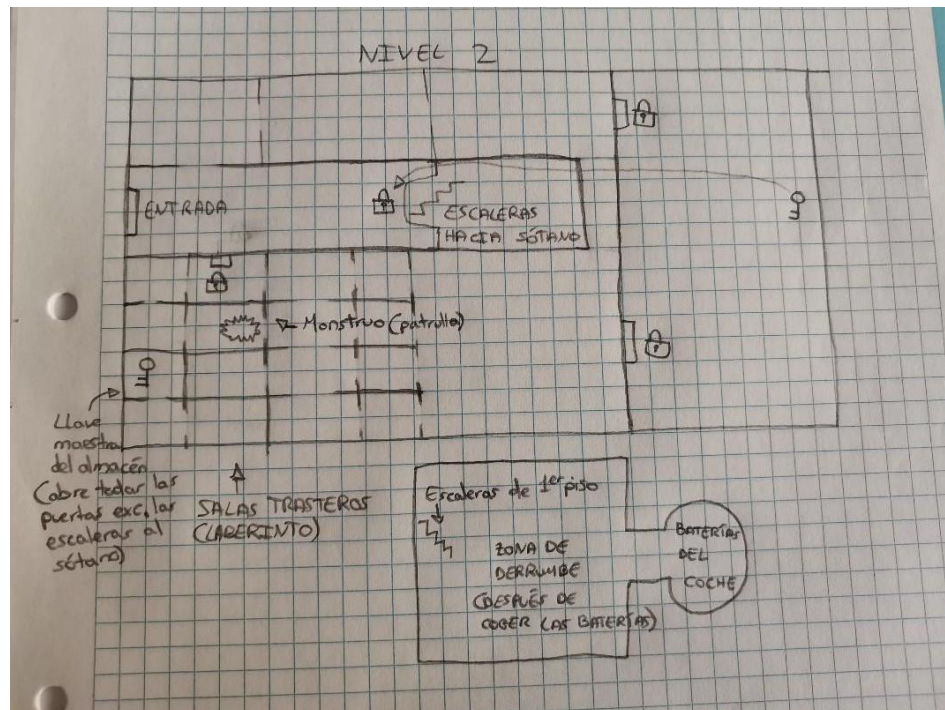 NIVEL 2
ENTRADA
ESCALERAS
HACIA SÓTANO
Monstruo (patrulla)
Llave
maestra
del almacén
(abre todas las
puertas exc. las
escaleras al
sótano)
SALAS TRASTEROS
(LABERINTO)
Escaleras de 1er piso
ZONA DE
DERRUMBE
(DESPUÉS DE
COGER LAS BATERÍAS)
BATERÍAS
DEL
COCHE